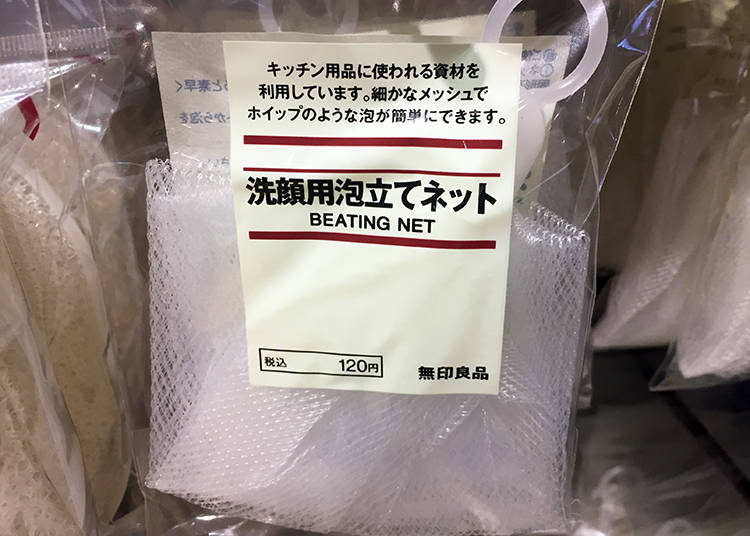 キッチン用品に使われる資材を
利用しています。細かなメッシュで
ホイップのような泡が簡単にできます。
洗顔用泡立てネット
BEATING NET
税込 120円
無印良品